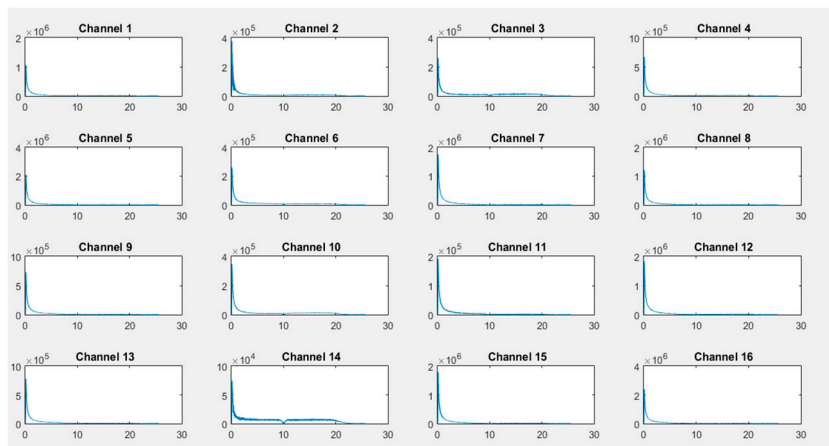 Channel 1
×10^6
2
1
0
0 10 20 30
Channel 2
×10^5
4
2
0
0 10 20 30
Channel 3
×10^5
4
2
0
0 10 20 30
Channel 4
×10^5
10
5
0
0 10 20 30
Channel 5
×10^6
4
2
0
0 10 20 30
Channel 6
×10^5
4
2
0
0 10 20 30
Channel 7
×10^6
2
1
0
0 10 20 30
Channel 8
×10^6
2
1
0
0 10 20 30
Channel 9
×10^5
10
5
0
0 10 20 30
Channel 10
×10^5
4
2
0
0 10 20 30
Channel 11
×10^5
2
1
0
0 10 20 30
Channel 12
×10^6
2
1
0
0 10 20 30
Channel 13
×10^5
10
5
0
0 10 20 30
Channel 14
×10^4
10
5
0
0 10 20 30
Channel 15
×10^6
2
1
0
0 10 20 30
Channel 16
×10^6
4
2
0
0 10 20 30